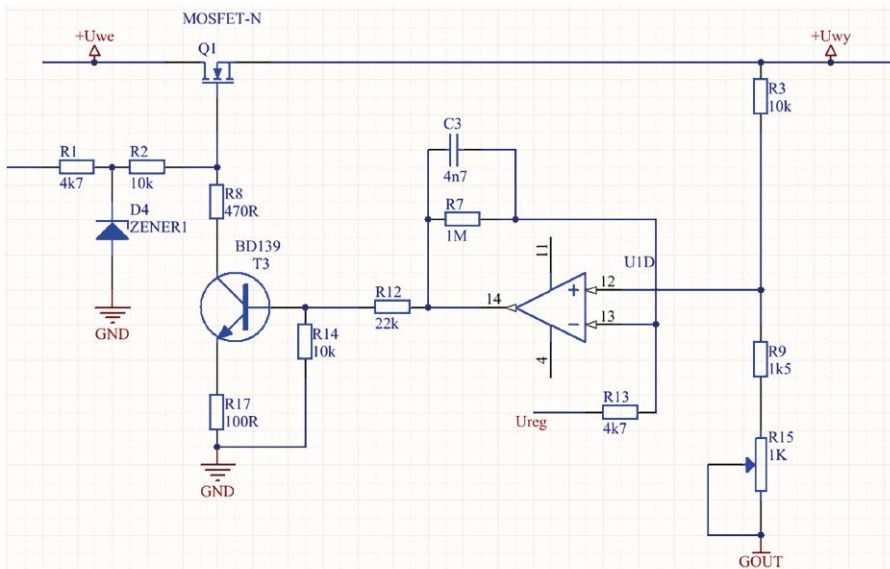 MOSFET-N
+Uwe
Q1
+Uwy
R3
10k
C3
4n7
R1
4k7
R2
10k
R8
470R
R7
1M
D4
ZENER1
BD139
T3
11
U1D
GND
14
12
13
R12
22k
R14
10k
4
R9
1k5
R17
100R
R13
4k7
Ureg
R15
1K
GND
GOUT